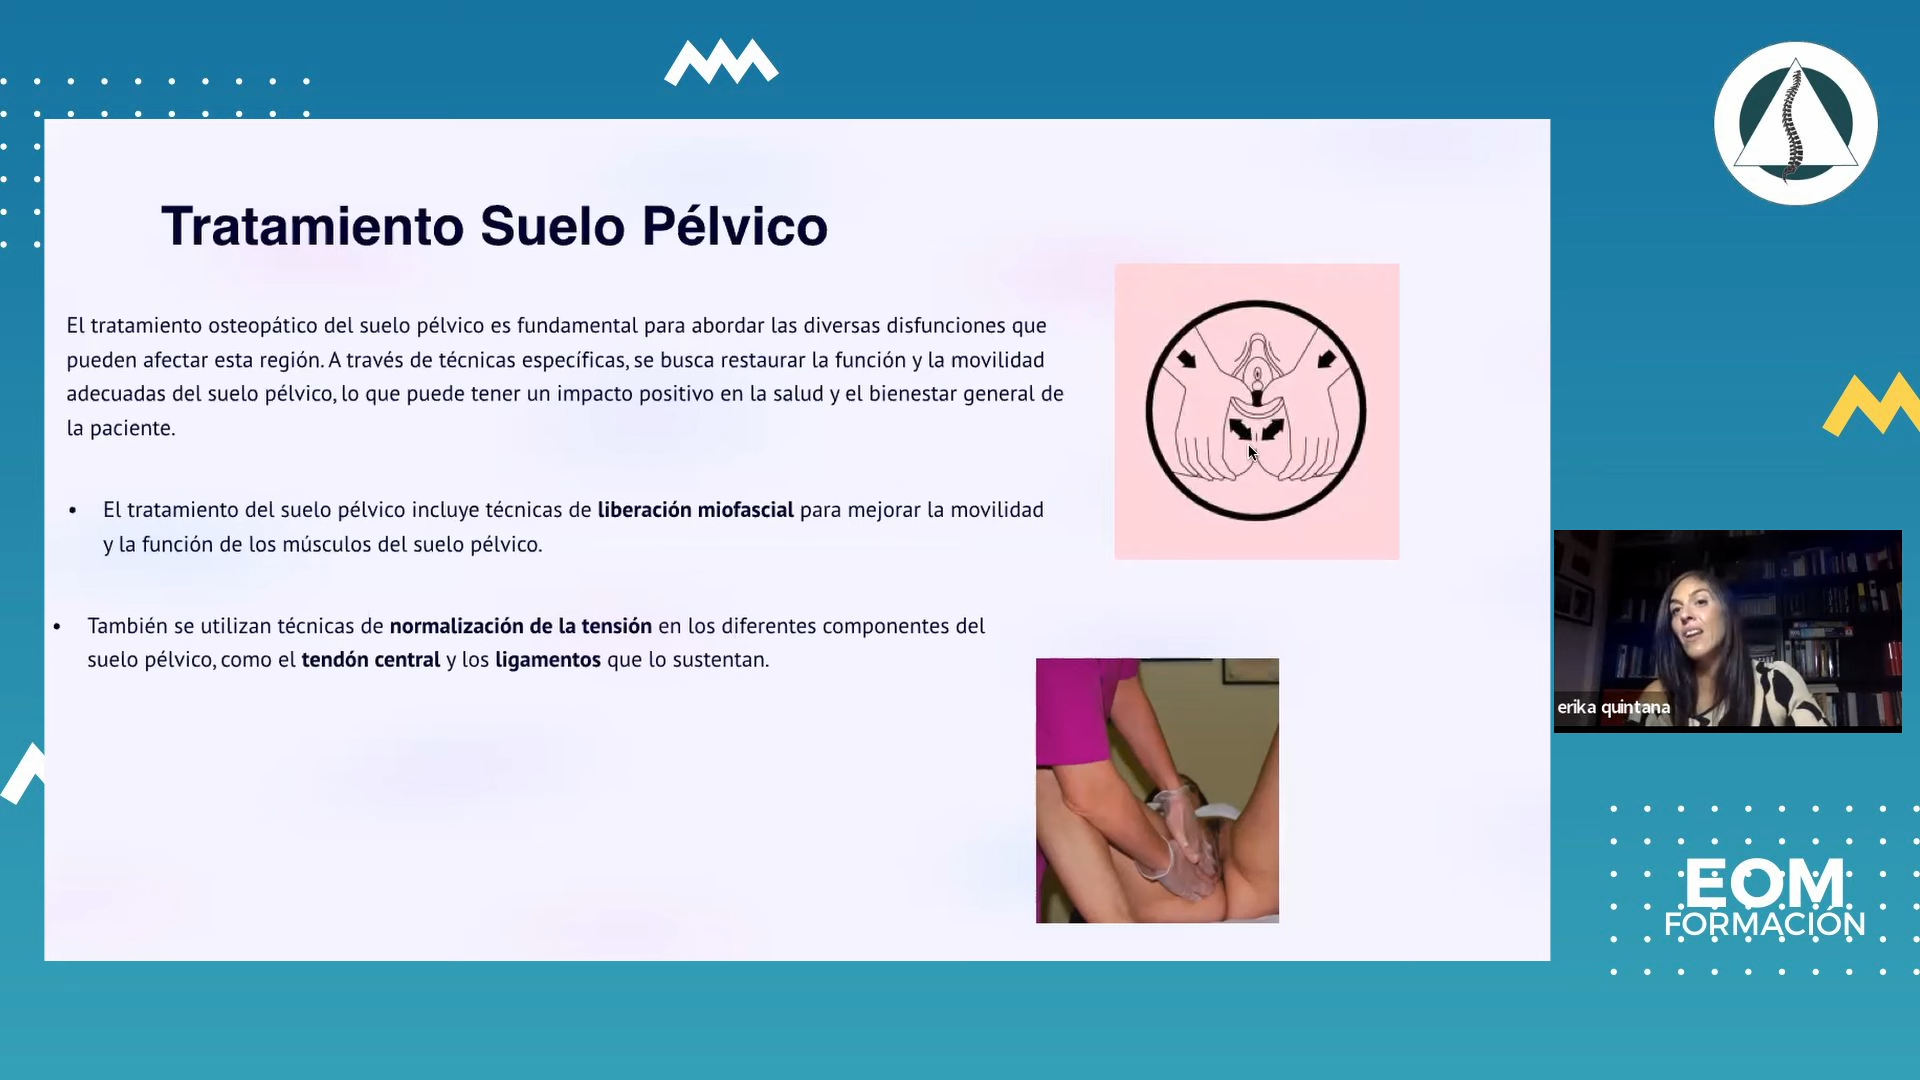 Tratamiento Suelo Pélvico
El tratamiento osteopático del suelo pélvico es fundamental para abordar las diversas disfunciones que
pueden afectar esta región. A través de técnicas específicas, se busca restaurar la función y la movilidad
adecuadas del suelo pélvico, lo que puede tener un impacto positivo en la salud y el bienestar general de
la paciente.
• El tratamiento del suelo pélvico incluye técnicas de liberación miofascial para mejorar la movilidad
y la función de los músculos del suelo pélvico.
• También se utilizan técnicas de normalización de la tensión en los diferentes componentes del
suelo pélvico, como el tendón central y los ligamentos que lo sustentan.
erika quintana
EOM
FORMACIÓN